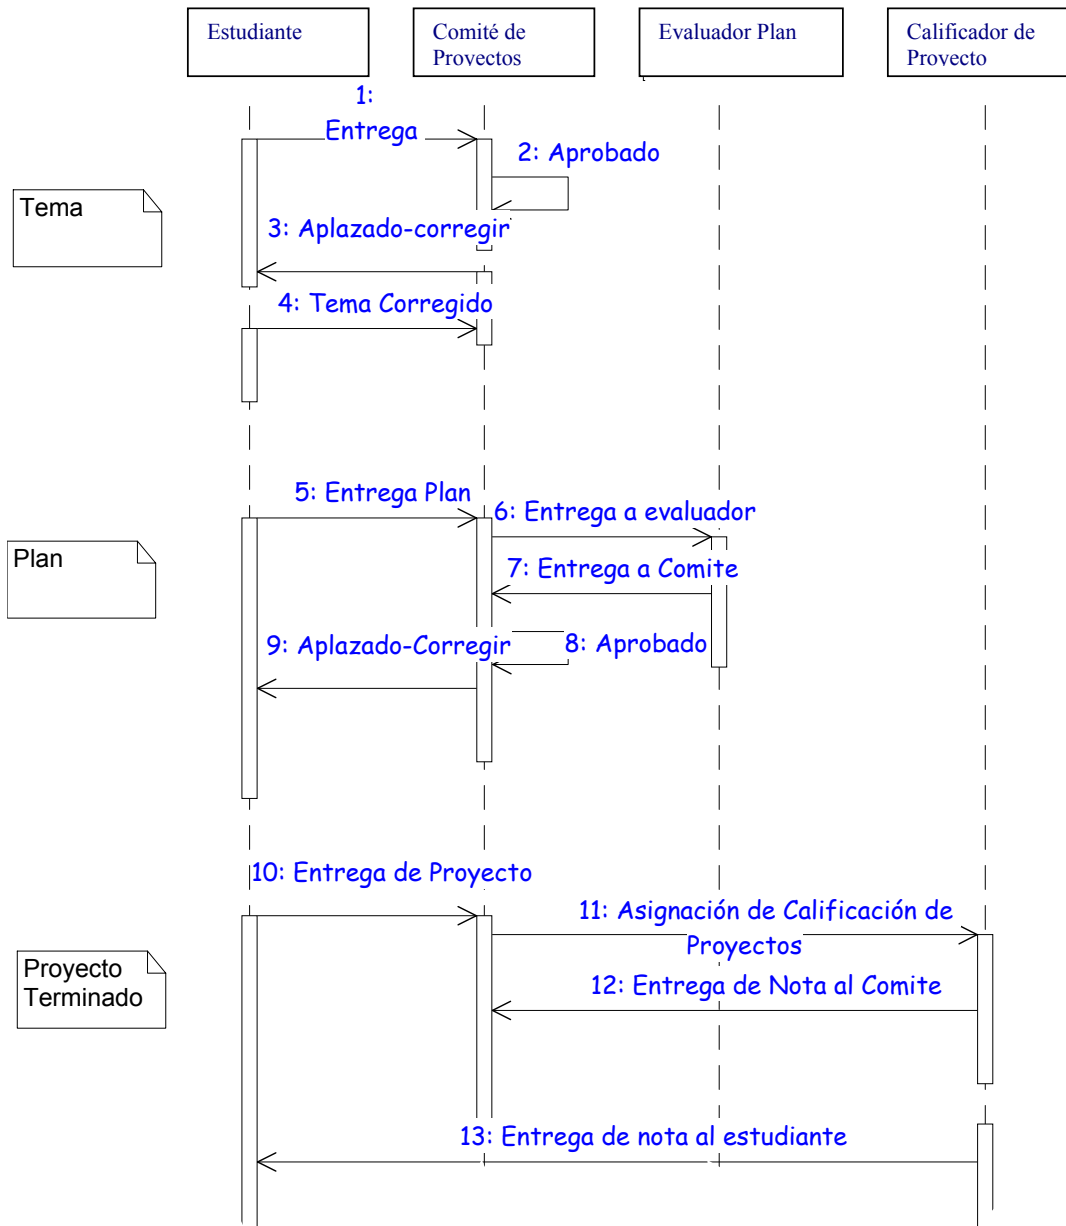 Estudiante
Comité de
Provectos
Evaluador Plan
Calificador de
Provecto
1:
Entrega
2: Aprobado
Tema
3: Aplazado-corregir
4: Tema Corregido
5: Entrega Plan
6: Entrega a evaluador
Plan
7: Entrega a Comite
9: Aplazado-Corregir
8: Aprobado
10: Entrega de Proyecto
11: Asignación de Calificación de
Proyectos
Proyecto
Terminado
12: Entrega de Nota al Comite
13: Entrega de nota al estudiante